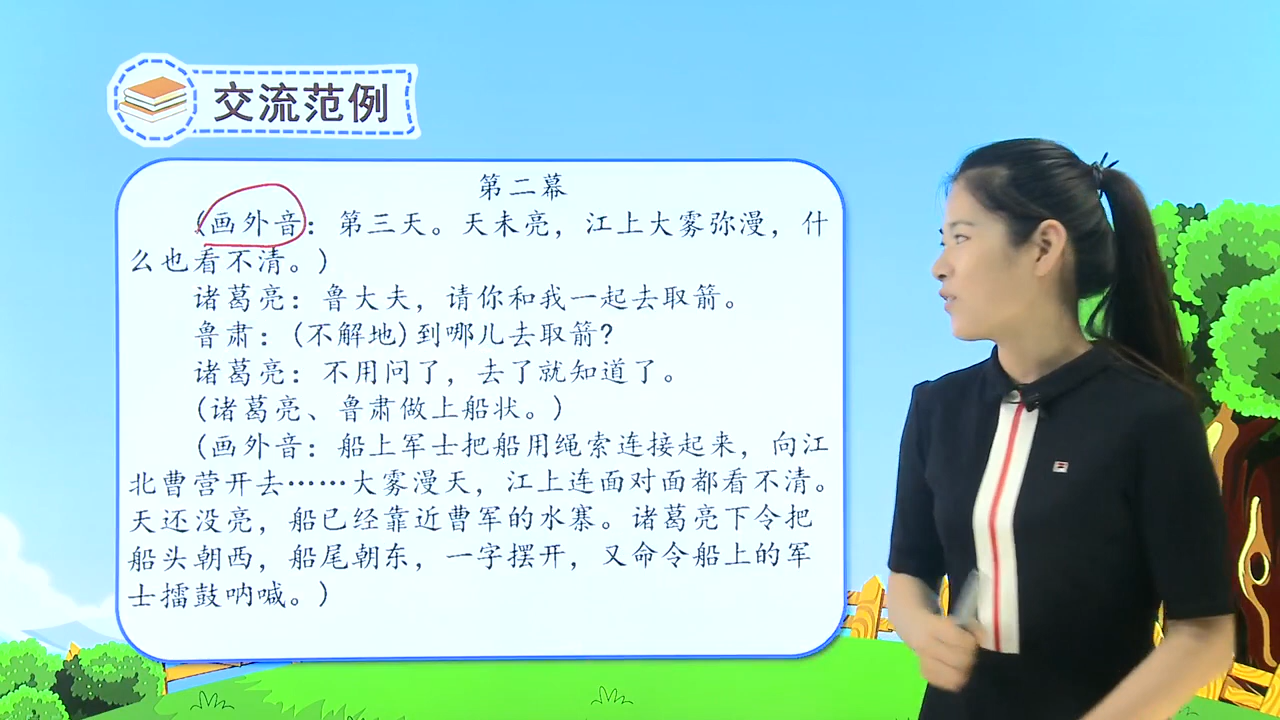 交流范例
第二幕
(画外音：第三天。天未亮，江上大雾弥漫，什
么也看不清。)
诸葛亮：鲁大夫，请你和我一起去取箭。
鲁肃：(不解地)到哪儿去取箭?
诸葛亮：不用问了，去了就知道了。
(诸葛亮、鲁肃做上船状。)
(画外音：船上军士把船用绳索连接起来，向江
北曹营开去……大雾漫天，江上连面对面都看不清。
天还没亮，船已经靠近曹军的水寨。诸葛亮下令把
船头朝西，船尾朝东，一字摆开，又命令船上的军
士擂鼓呐喊。)